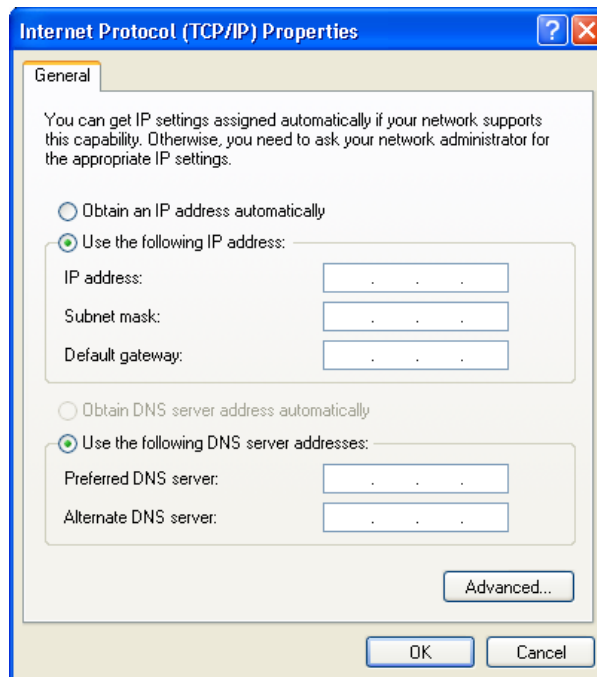 Internet Protocol (TCP/IP) Properties
General
You can get IP settings assigned automatically if your network supports
this capability. Otherwise, you need to ask your network administrator for
the appropriate IP settings.
Obtain an IP address automatically
Use the following IP address:
IP address:
Subnet mask:
Default gateway:
Obtain DNS server address automatically
Use the following DNS server addresses:
Preferred DNS server:
Alternate DNS server:
Advanced...
OK Cancel